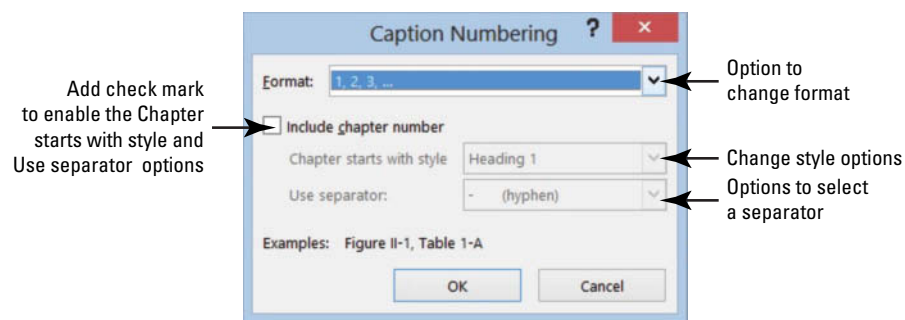 Caption Numbering ? ×
Format: 1, 2, 3, ...
Option to
change format
Add check mark
to enable the Chapter
starts with style and
Use separator options
Include chapter number
Chapter starts with style Heading 1
Change style options
Use separator: - (hyphen)
Options to select
a separator
Examples: Figure II-1, Table 1-A
OK Cancel